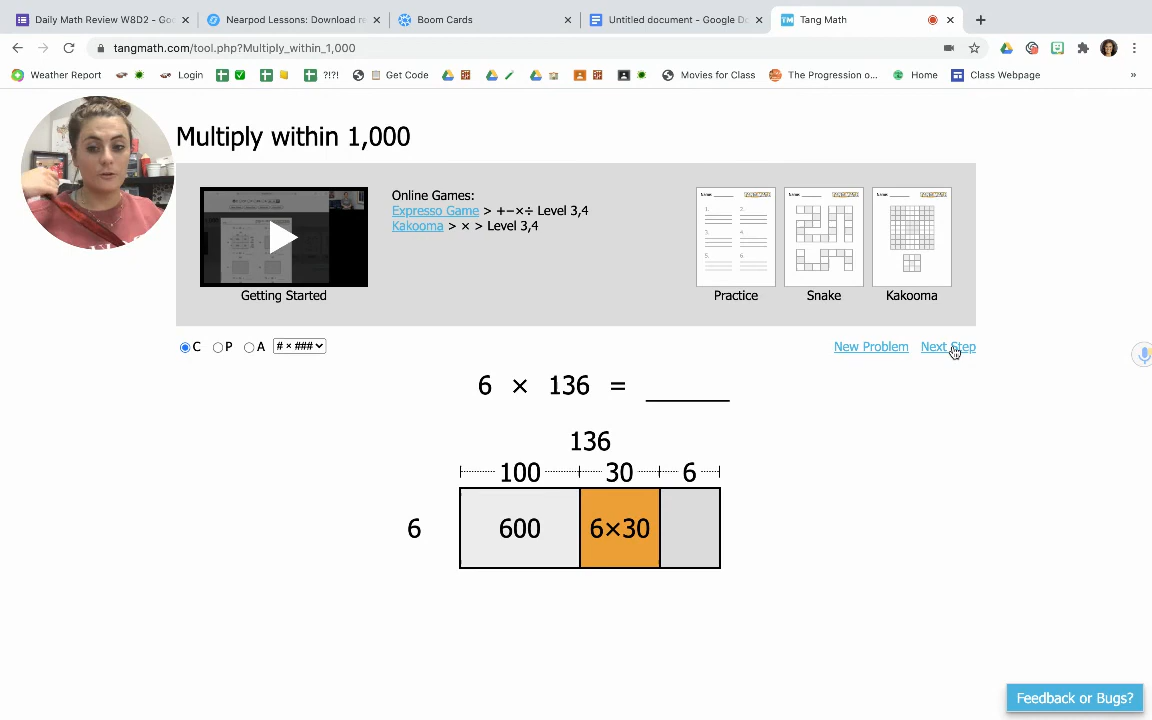 Daily Math Review W8D2 - Goo
Nearpod Lessons: Download re
Boom Cards
Untitled document - Google Do
Tang Math
tangmath.com/tool.php?Multiply_within_1,000
Weather Report
Login
?!?!
Get Code
Movies for Class
The Progression o...
Home
Class Webpage
»
Multiply within 1,000
Online Games:
Expresso Game > +−×÷ Level 3,4
Kakooma > × > Level 3,4
Getting Started
Practice
Snake
Kakooma
C P A # × ###
New Problem Next Step
6 × 136 =
136
100 30 6
6 600 6×30
Feedback or Bugs?